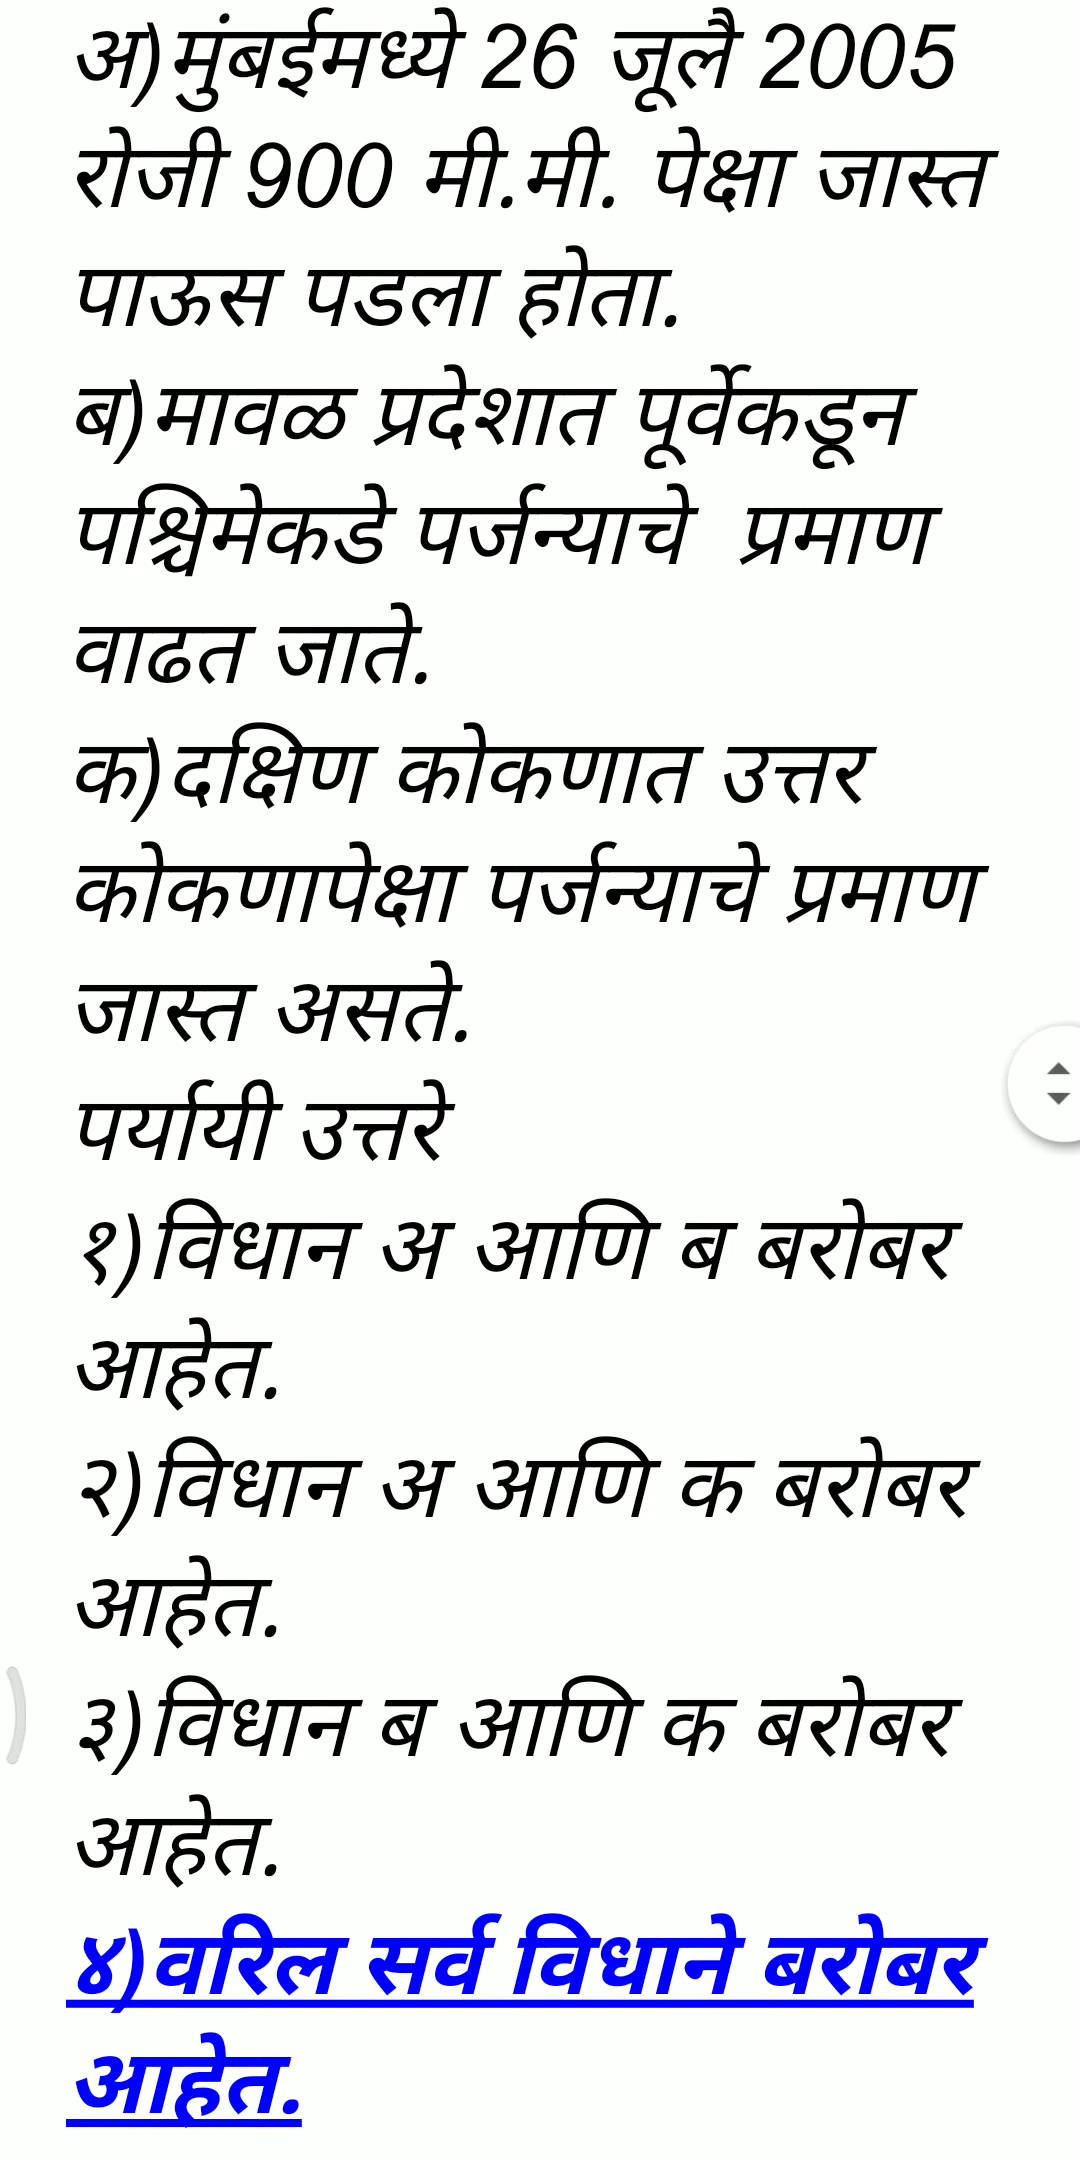 अ)मुंबईमध्ये 26 जूलै 2005
रोजी 900 मी.मी. पेक्षा जास्त
पाऊस पडला होता.
ब)मावळ प्रदेशात पूर्वेकडून
पश्चिमेकडे पर्जन्याचे  प्रमाण
वाढत जाते.
क)दक्षिण कोकणात उत्तर
कोकणापेक्षा पर्जन्याचे प्रमाण
जास्त असते.
पर्यायी उत्तरे
१)विधान अ आणि ब बरोबर
आहेत.
२)विधान अ आणि क बरोबर
आहेत.
३)विधान ब आणि क बरोबर
आहेत.
४)वरिल सर्व विधाने बरोबर
आहेत.